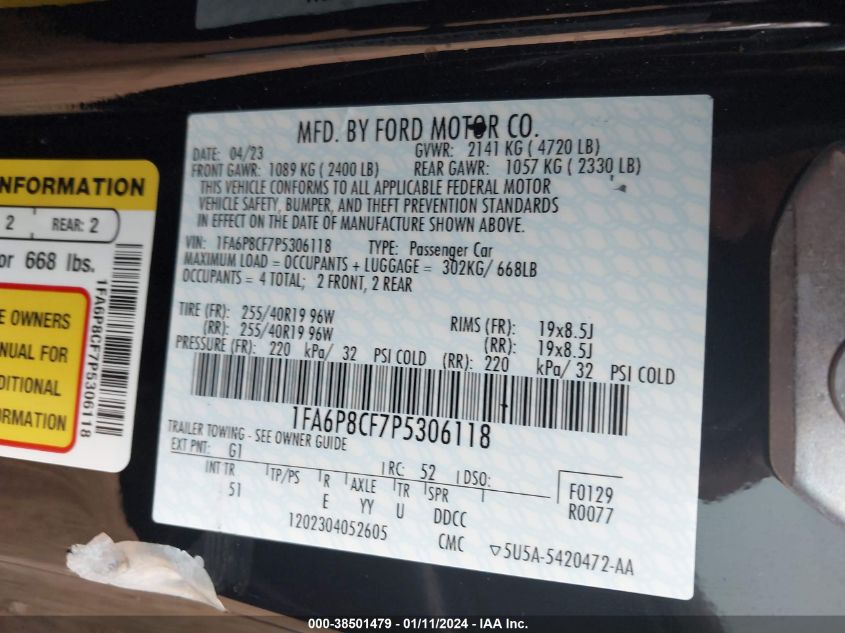 NFORMATION
2 REAR: 2
or 668 lbs.
E OWNERS
NUAL FOR
DITIONAL
RMATION
1FA6P8CF7P5306118
MFD. BY FORD MOTOR CO.
DATE: 04/23 GVWR: 2141 KG ( 4720 LB)
FRONT GAWR: 1089 KG ( 2400 LB) REAR GAWR: 1057 KG ( 2330 LB)
THIS VEHICLE CONFORMS TO ALL APPLICABLE FEDERAL MOTOR
VEHICLE SAFETY, BUMPER, AND THEFT PREVENTION STANDARDS
IN EFFECT ON THE DATE OF MANUFACTURE SHOWN ABOVE.
VIN: 1FA6P8CF7P5306118 TYPE: Passenger Car
MAXIMUM LOAD = OCCUPANTS + LUGGAGE = 302KG/ 668LB
OCCUPANTS = 4 TOTAL; 2 FRONT, 2 REAR
TIRE (FR): 255/40R19 96W RIMS (FR): 19x8.5J
(RR): 255/40R19 96W (RR): 19x8.5J
PRESSURE (FR): 220 kPa/ 32 PSI COLD (RR): 220 kPa/ 32 PSI COLD
1FA6P8CF7P5306118
TRAILER TOWING - SEE OWNER GUIDE
EXT PNT: G1 RC: 52 DSO:
INT TR TP/PS R AXLE TR SPR F0129
51 E YY U DDCC R0077
1202304052605 CMC 5U5A-5420472-AA
000-38501479 - 01/11/2024 - IAA Inc.